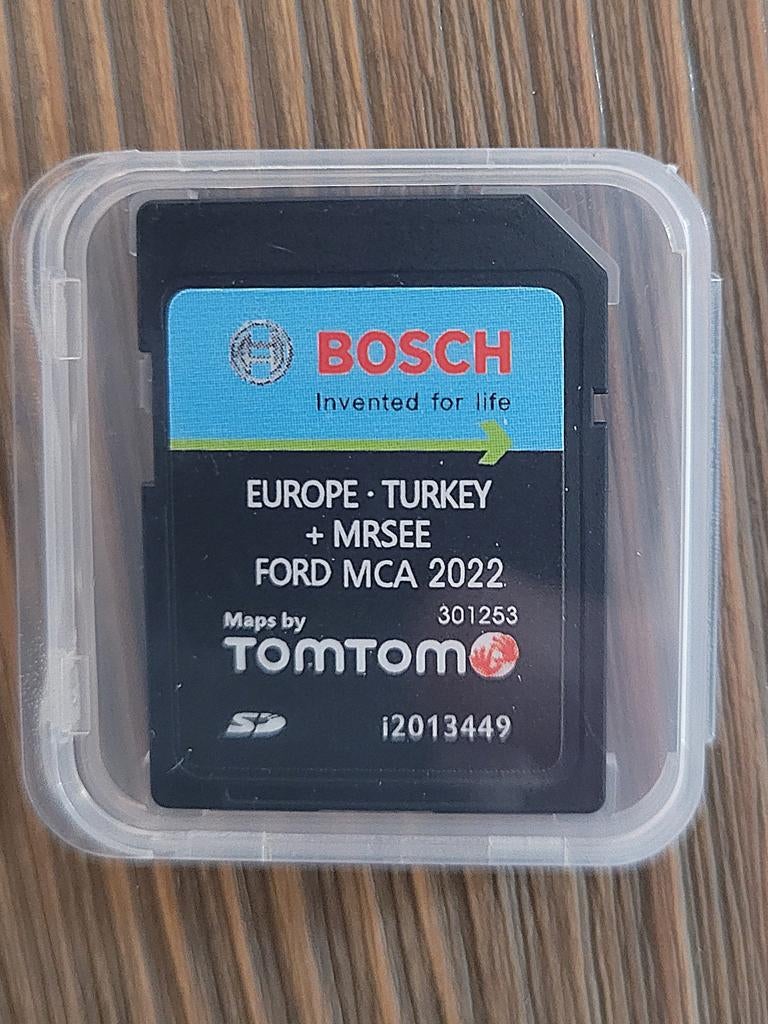 BOSCH
Invented for life
EUROPE · TURKEY
+ MRSEE
FORD MCA 2022
301253
Maps by
TOMTOM
SD
i2013449